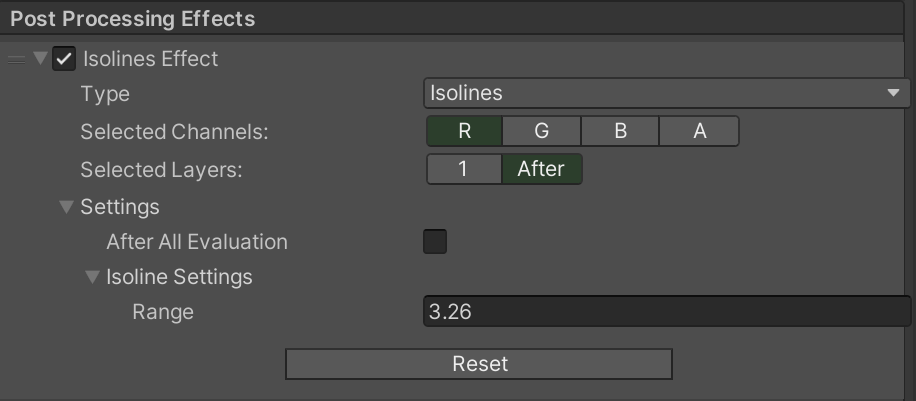 Post Processing Effects
Isolines Effect
Type Isolines
Selected Channels: R G B A
Selected Layers: 1 After
Settings
After All Evaluation
Isoline Settings
Range 3.26
Reset